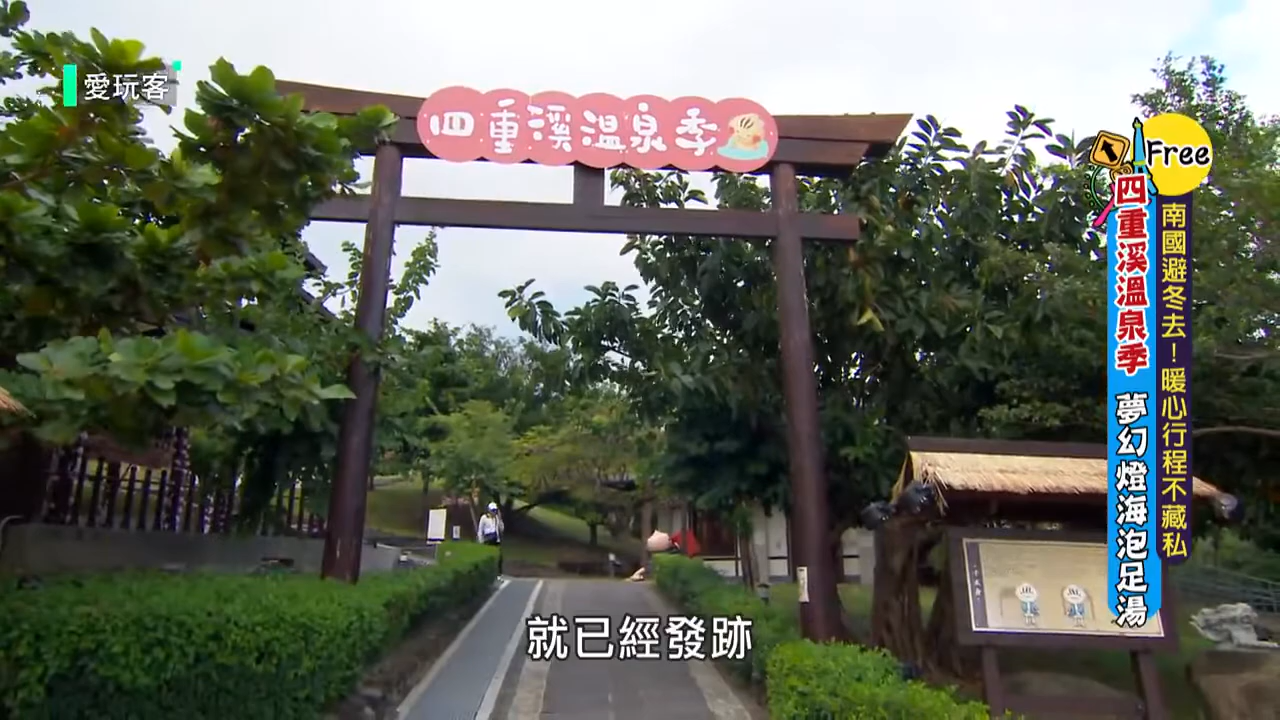 愛玩客
四重溪溫泉季
Free
南國避冬去!暖心行程不藏私
四重溪溫泉季 夢幻燈海泡足湯
就已經發跡